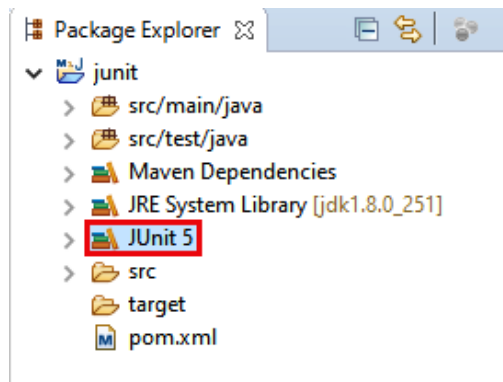 Package Explorer
junit
src/main/java
src/test/java
Maven Dependencies
JRE System Library [jdk1.8.0_251]
JUnit 5
src
target
pom.xml